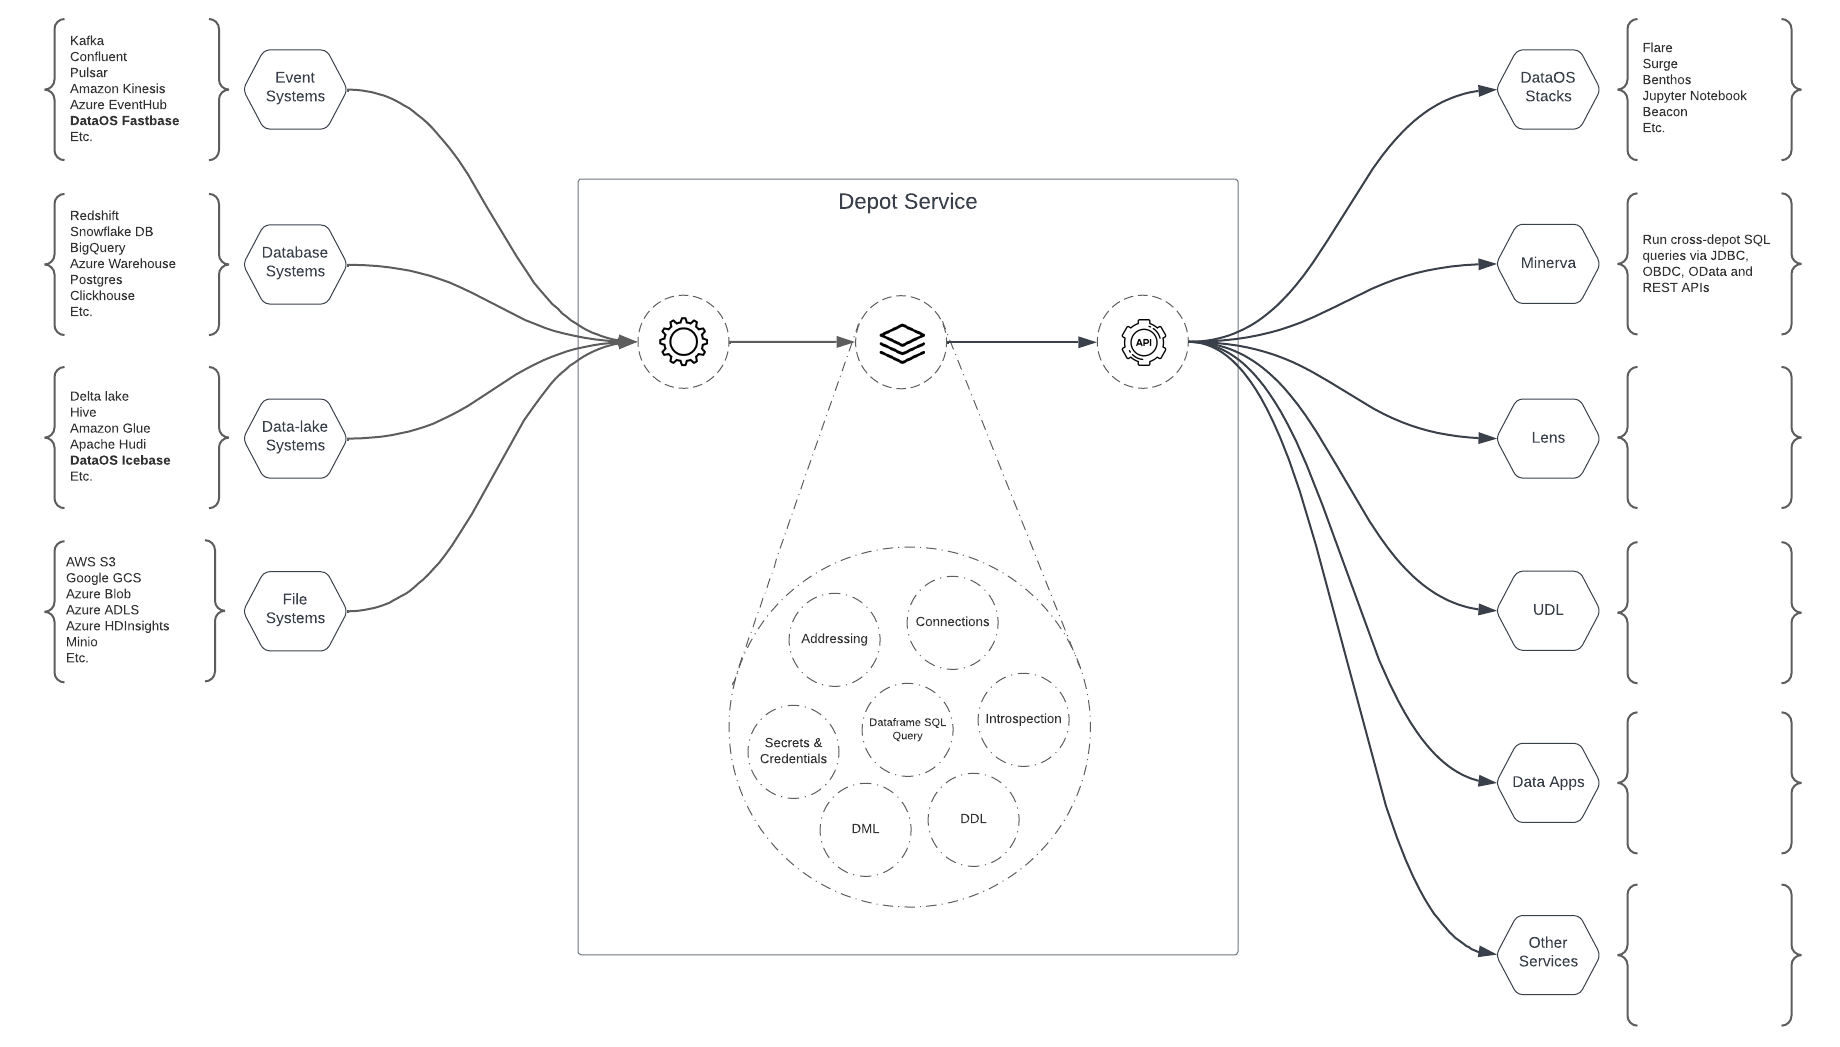 Kafka
Confluent
Pulsar
Amazon Kinesis
Azure EventHub
DataOS Fastbase
Etc.
Event
Systems
Redshift
Snowflake DB
BigQuery
Azure Warehouse
Postgres
Clickhouse
Etc.
Database
Systems
Delta lake
Hive
Amazon Glue
Apache Hudi
DataOS Icebase
Etc.
Data-lake
Systems
AWS S3
Google GCS
Azure Blob
Azure ADLS
Azure HDInsights
Minio
Etc.
File
Systems
Depot Service
API
Addressing
Connections
Secrets &
Credentials
Dataframe SQL
Query
Introspection
DML
DDL
DataOS
Stacks
Flare
Surge
Benthos
Jupyter Notebook
Beacon
Etc.
Minerva
Run cross-depot SQL
queries via JDBC,
OBDC, OData and
REST APIs
Lens
UDL
Data Apps
Other
Services